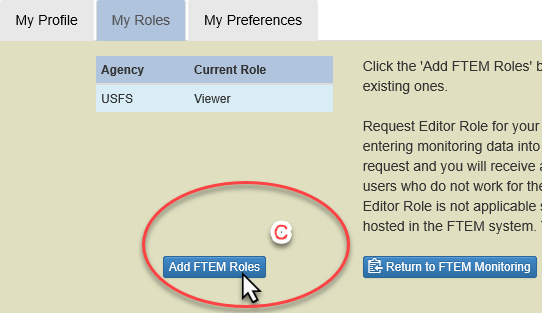 My Profile My Roles My Preferences
Agency Current Role
USFS Viewer
Click the 'Add FTEM Roles'
existing ones.
Request Editor Role for your
entering monitoring data into
request and you will receive
users who do not work for the
Editor Role is not applicable
hosted in the FTEM system.
C
Add FTEM Roles
Return to FTEM Monitoring